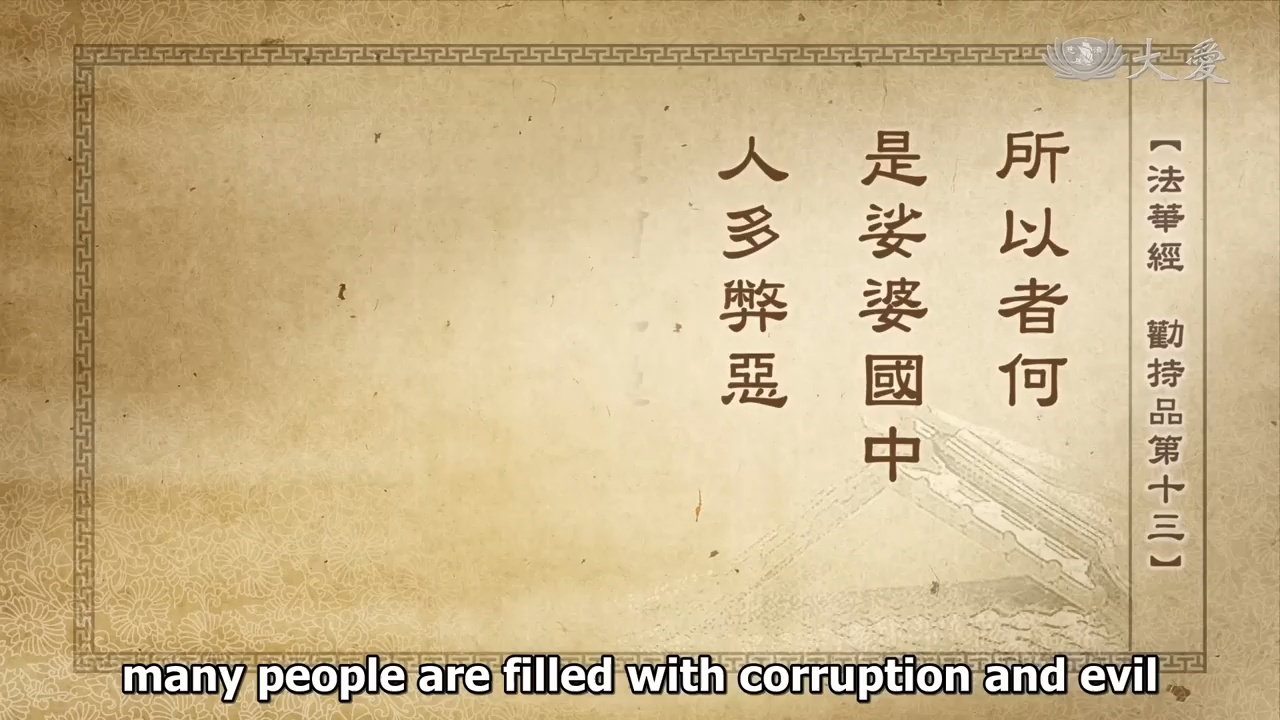 大愛
【法華經 勸持品第十三】
所以者何
是娑婆國中
人多弊惡
many people are filled with corruption and evil